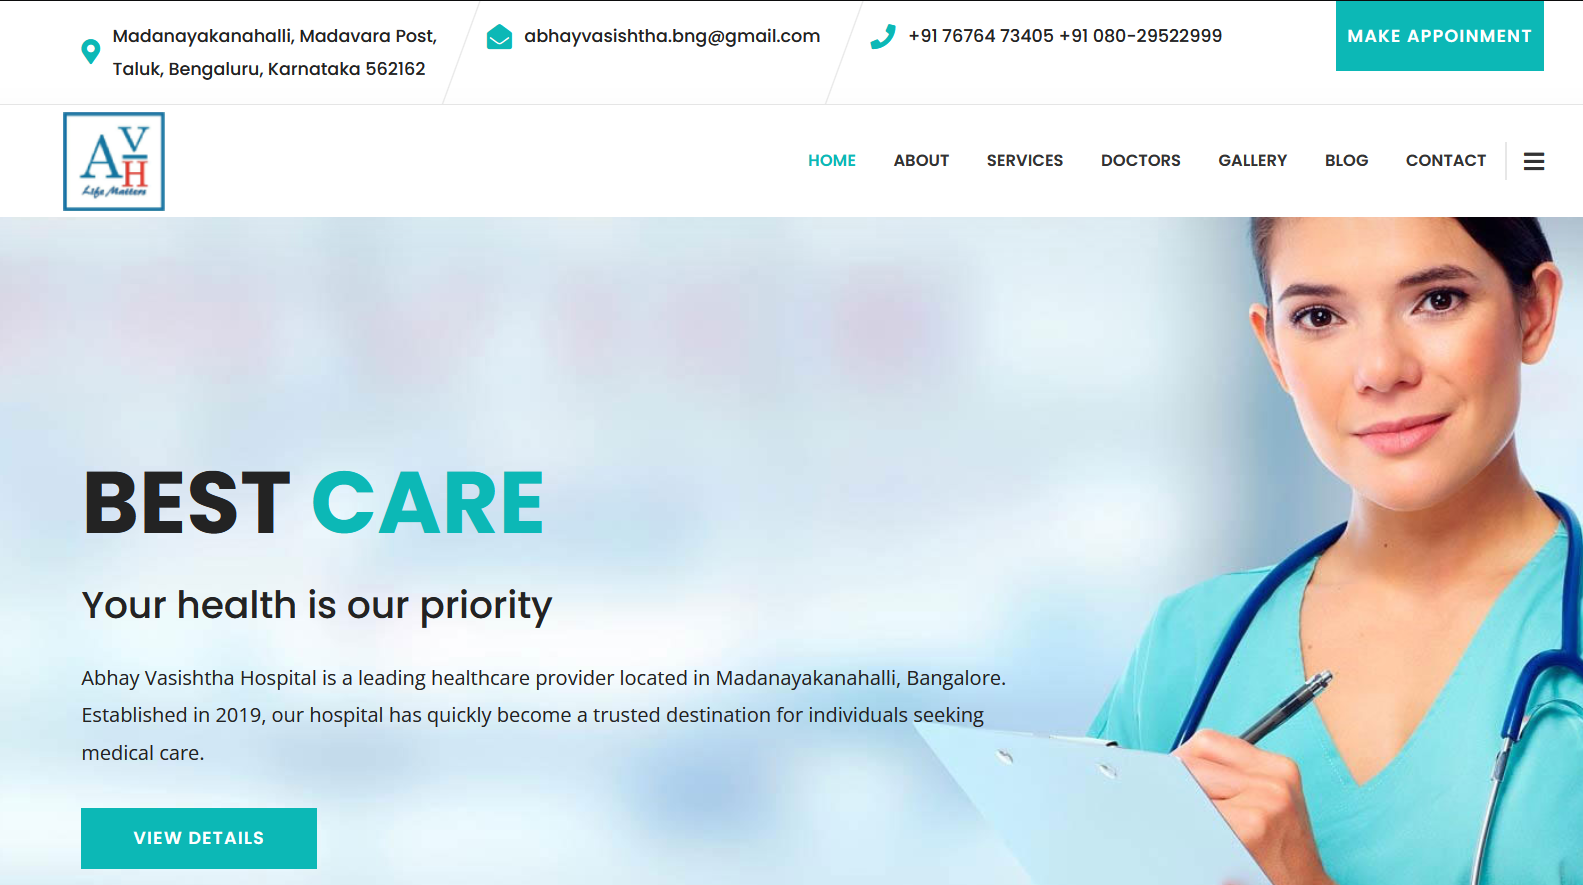 Madanayakanahalli, Madavara Post,
Taluk, Bengaluru, Karnataka 562162
abhayvasishtha.bng@gmail.com
+91 76764 73405 +91 080-29522999
MAKE APPOINMENT
AVH
Life Matters
HOME
ABOUT
SERVICES
DOCTORS
GALLERY
BLOG
CONTACT
BEST CARE
Your health is our priority
Abhay Vasishtha Hospital is a leading healthcare provider located in Madanayakanahalli, Bangalore.
Established in 2019, our hospital has quickly become a trusted destination for individuals seeking
medical care.
VIEW DETAILS